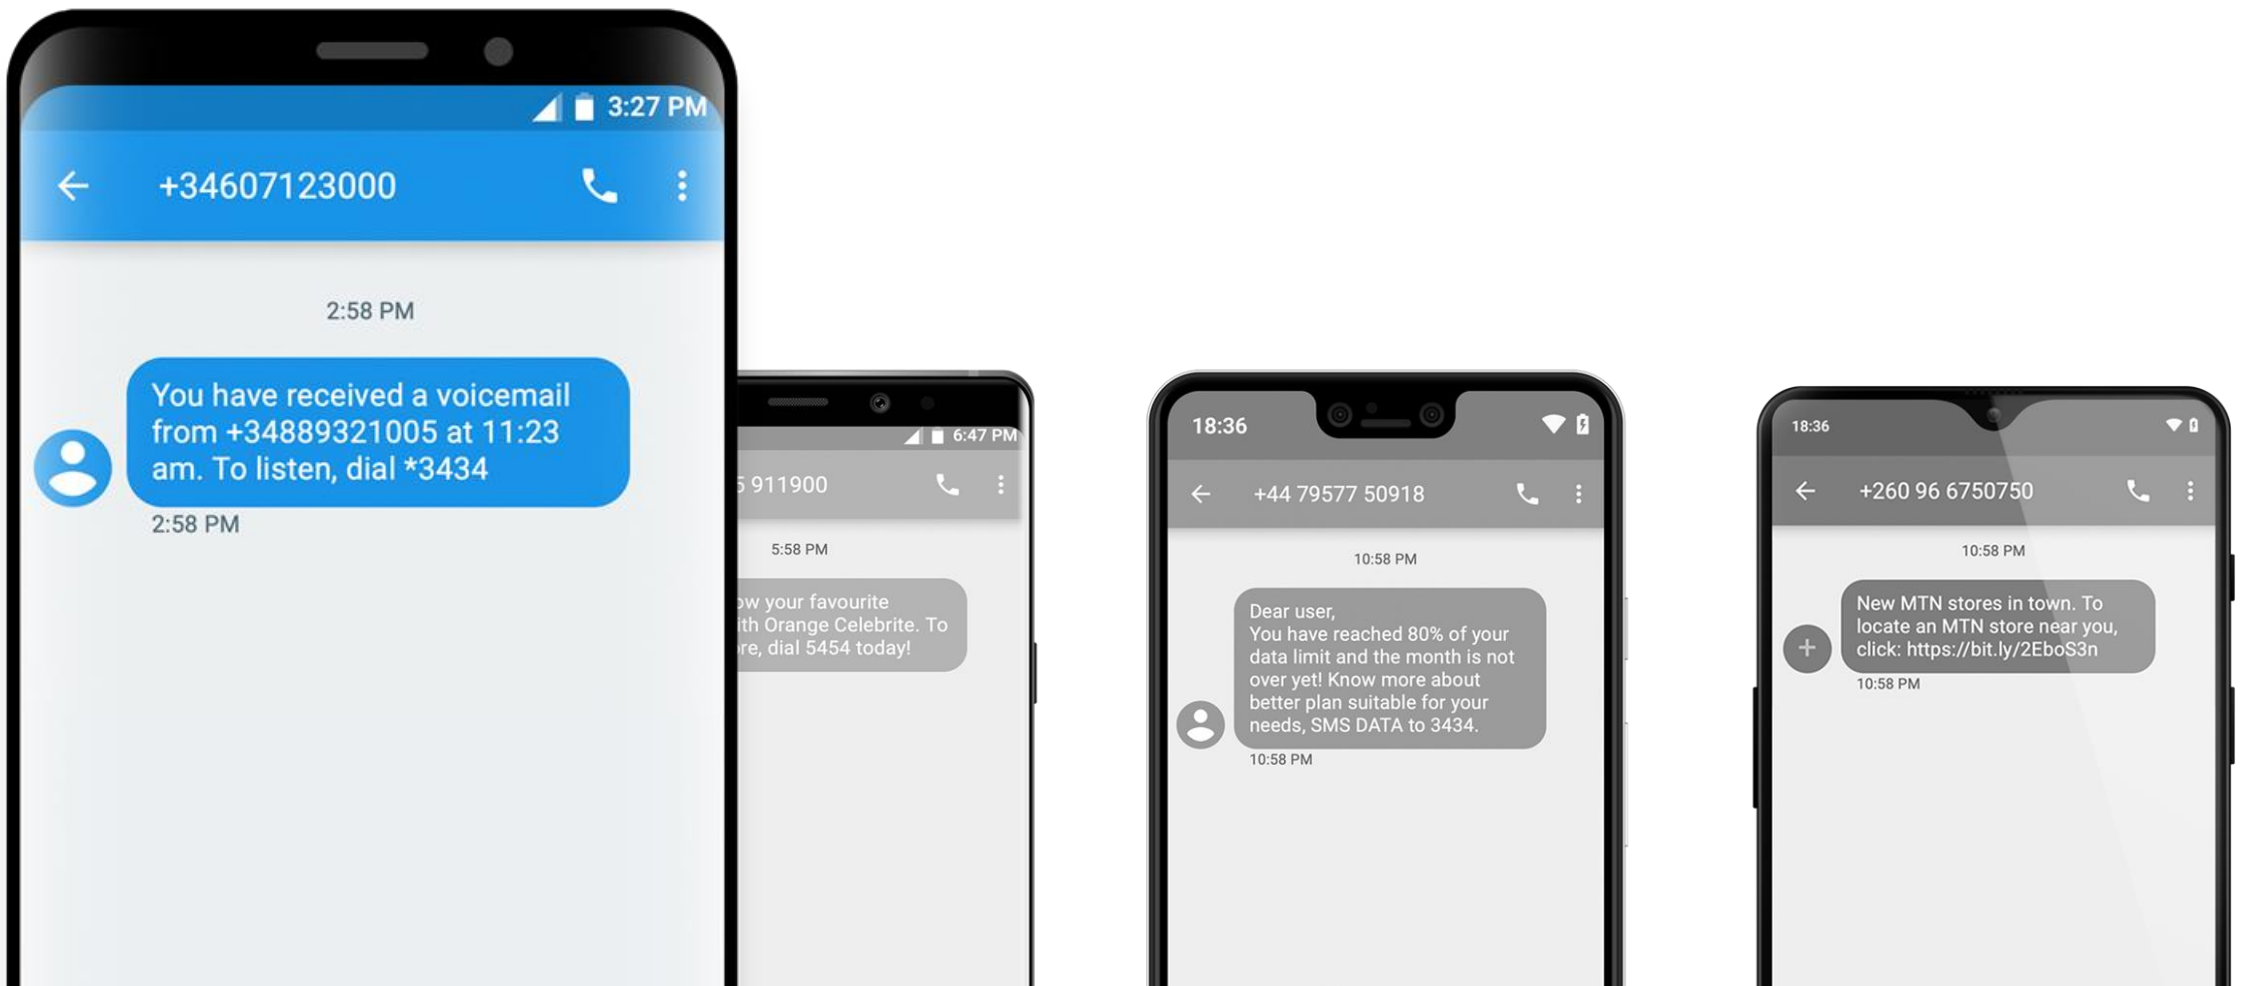 3:27 PM
+34607123000
2:58 PM
You have received a voicemail
from +34889321005 at 11:23
am. To listen, dial *3434
2:58 PM
6:47 PM
911900
5:58 PM
your favourite
Orange Celebrite. To
dial 5454 today!
18:36
+44 79577 50918
10:58 PM
Dear user,
You have reached 80% of your
data limit and the month is not
over yet! Know more about
better plan suitable for your
needs, SMS DATA to 3434.
10:58 PM
18:36
+260 96 6750750
10:58 PM
New MTN stores in town. To
locate an MTN store near you,
click: https://bit.ly/2EboS3n
10:58 PM